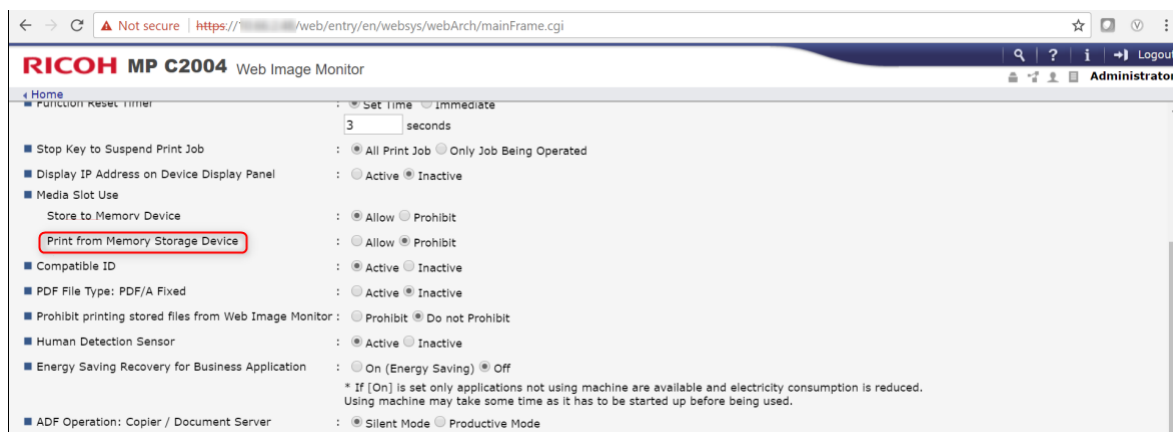 Not secure | https:// /web/entry/en/websys/webArch/mainFrame.cgi
RICOH MP C2004 Web Image Monitor
? i Logout
Administrator
Home
Function Reset Timer : Set Time Immediate
3 seconds
Stop Key to Suspend Print Job : All Print Job Only Job Being Operated
Display IP Address on Device Display Panel : Active Inactive
Media Slot Use
Store to Memory Device : Allow Prohibit
Print from Memory Storage Device : Allow Prohibit
Compatible ID : Active Inactive
PDF File Type: PDF/A Fixed : Active Inactive
Prohibit printing stored files from Web Image Monitor : Prohibit Do not Prohibit
Human Detection Sensor : Active Inactive
Energy Saving Recovery for Business Application : On (Energy Saving) Off
* If [On] is set only applications not using machine are available and electricity consumption is reduced.
Using machine may take some time as it has to be started up before being used.
ADF Operation: Copier / Document Server : Silent Mode Productive Mode